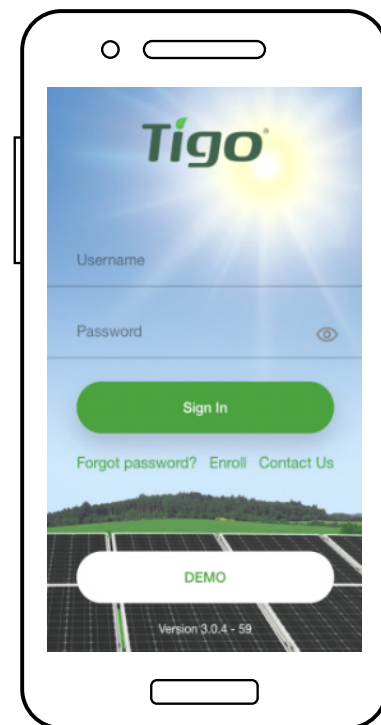 Tigo®
Username
Password
Sign In
Forgot password? Enroll Contact Us
DEMO
Version 3.0.4 - 59